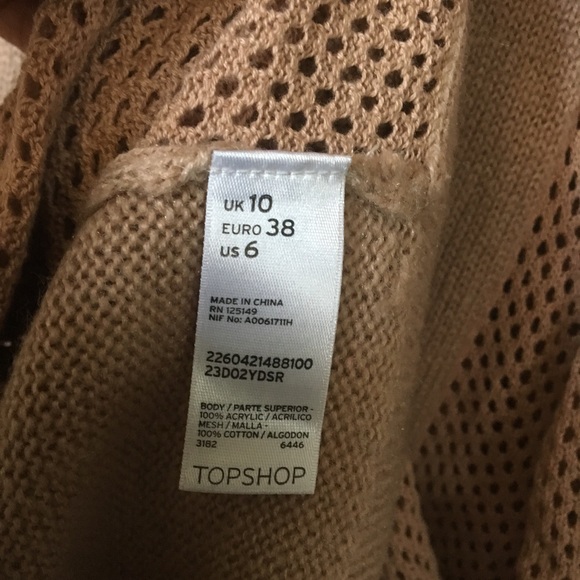 UK 10
EURO 38
US 6
MADE IN CHINA
RN 125149
NIF No: A0061711H
2260421488100
23D02YDSR
BODY / PARTE SUPERIOR -
100% ACRYLIC / ACRILICO
MESH / MALLA -
100% COTTON / ALGODON
3182 6446
TOPSHOP